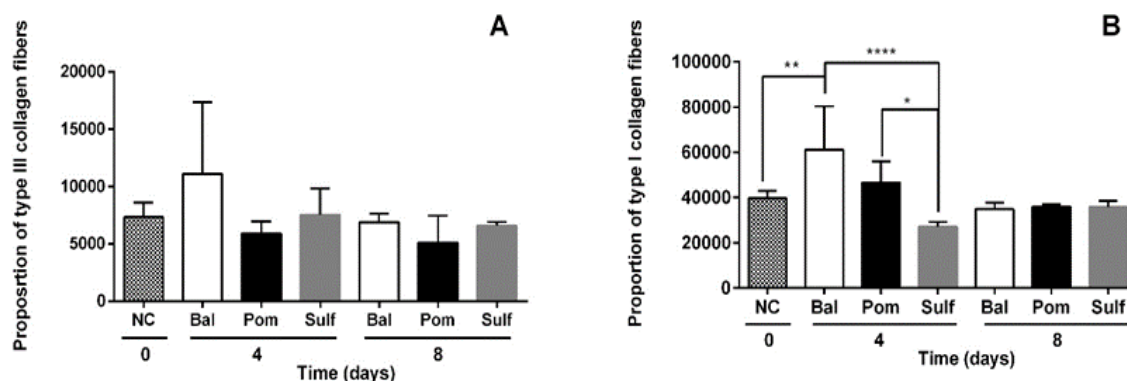 A
Proposrtion of type III collagen fibers
20000
15000
10000
5000
0
NC Bal Pom Sulf Bal Pom Sulf
0 4 8
Time (days)
B
Proportion of type I collagen fibers
100000
80000
60000
40000
20000
0
** **** *
NC Bal Pom Sulf Bal Pom Sulf
0 4 8
Time (days)